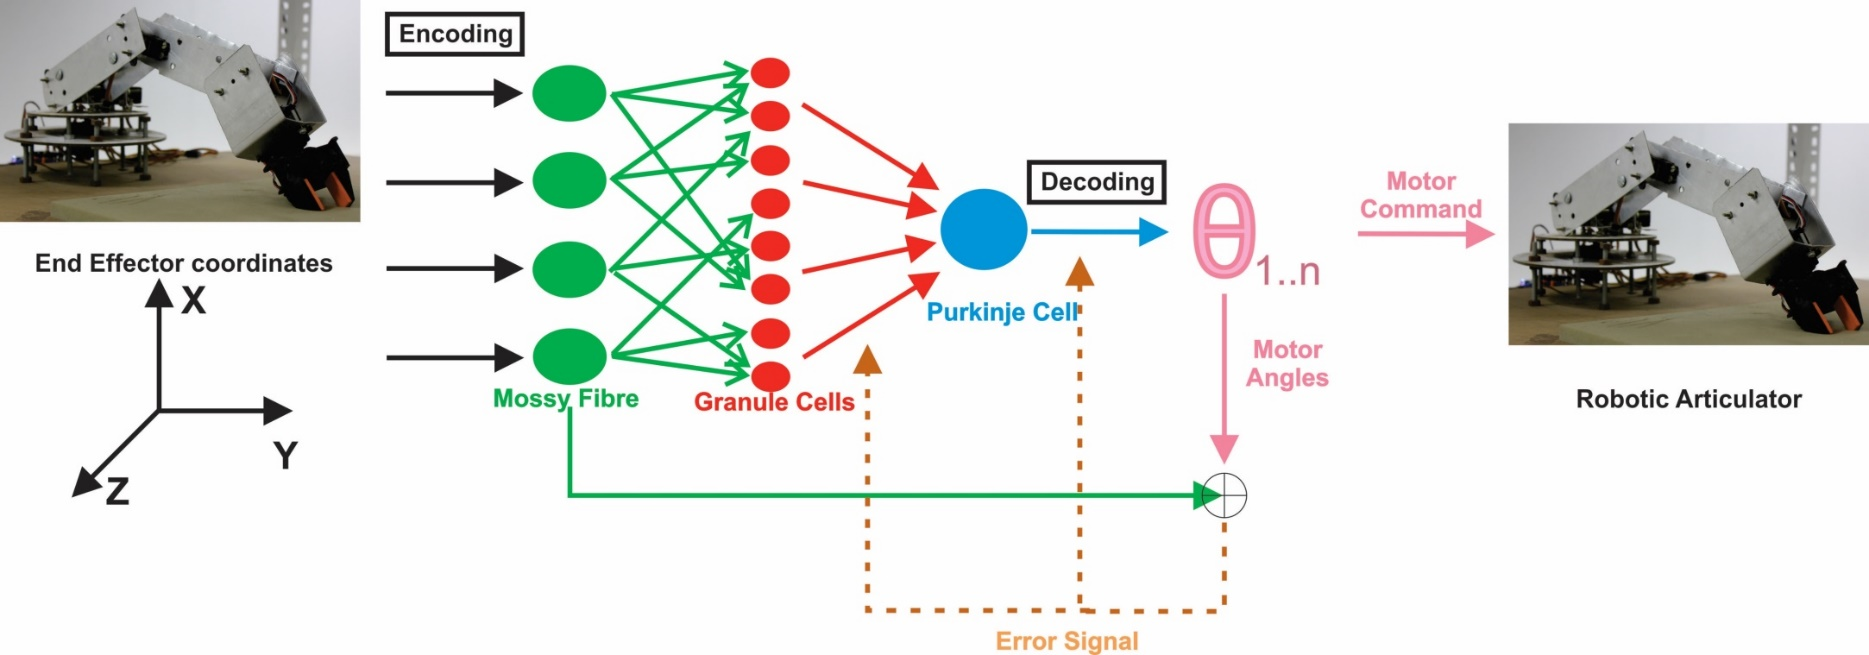 Encoding
End Effector coordinates
X
Y
Z
Mossy Fibre
Granule Cells
Purkinje Cell
Decoding
θ1..n
Motor
Command
Motor
Angles
Robotic Articulator
Error Signal